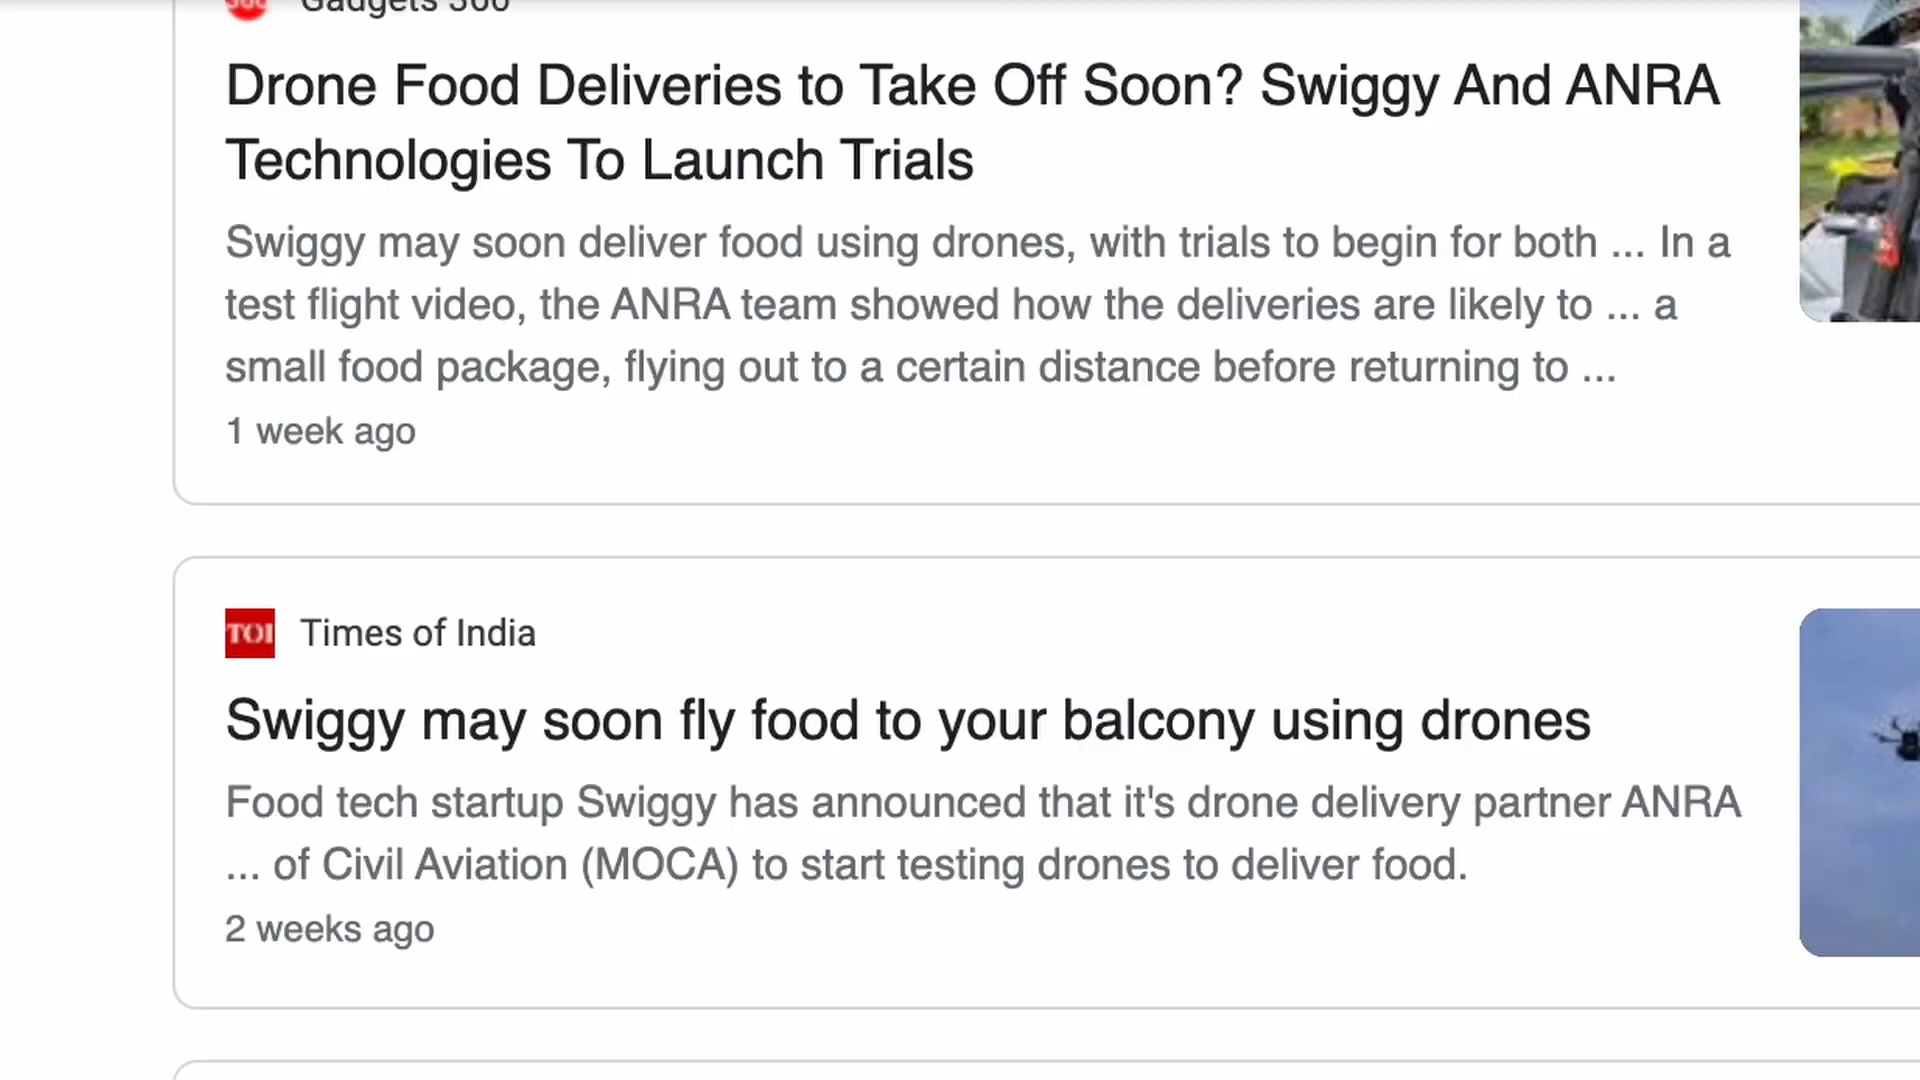 Gadgets 360
Drone Food Deliveries to Take Off Soon? Swiggy And ANRA
Technologies To Launch Trials
Swiggy may soon deliver food using drones, with trials to begin for both ... In a
test flight video, the ANRA team showed how the deliveries are likely to ... a
small food package, flying out to a certain distance before returning to ...
1 week ago
TOI Times of India
Swiggy may soon fly food to your balcony using drones
Food tech startup Swiggy has announced that it's drone delivery partner ANRA
... of Civil Aviation (MOCA) to start testing drones to deliver food.
2 weeks ago